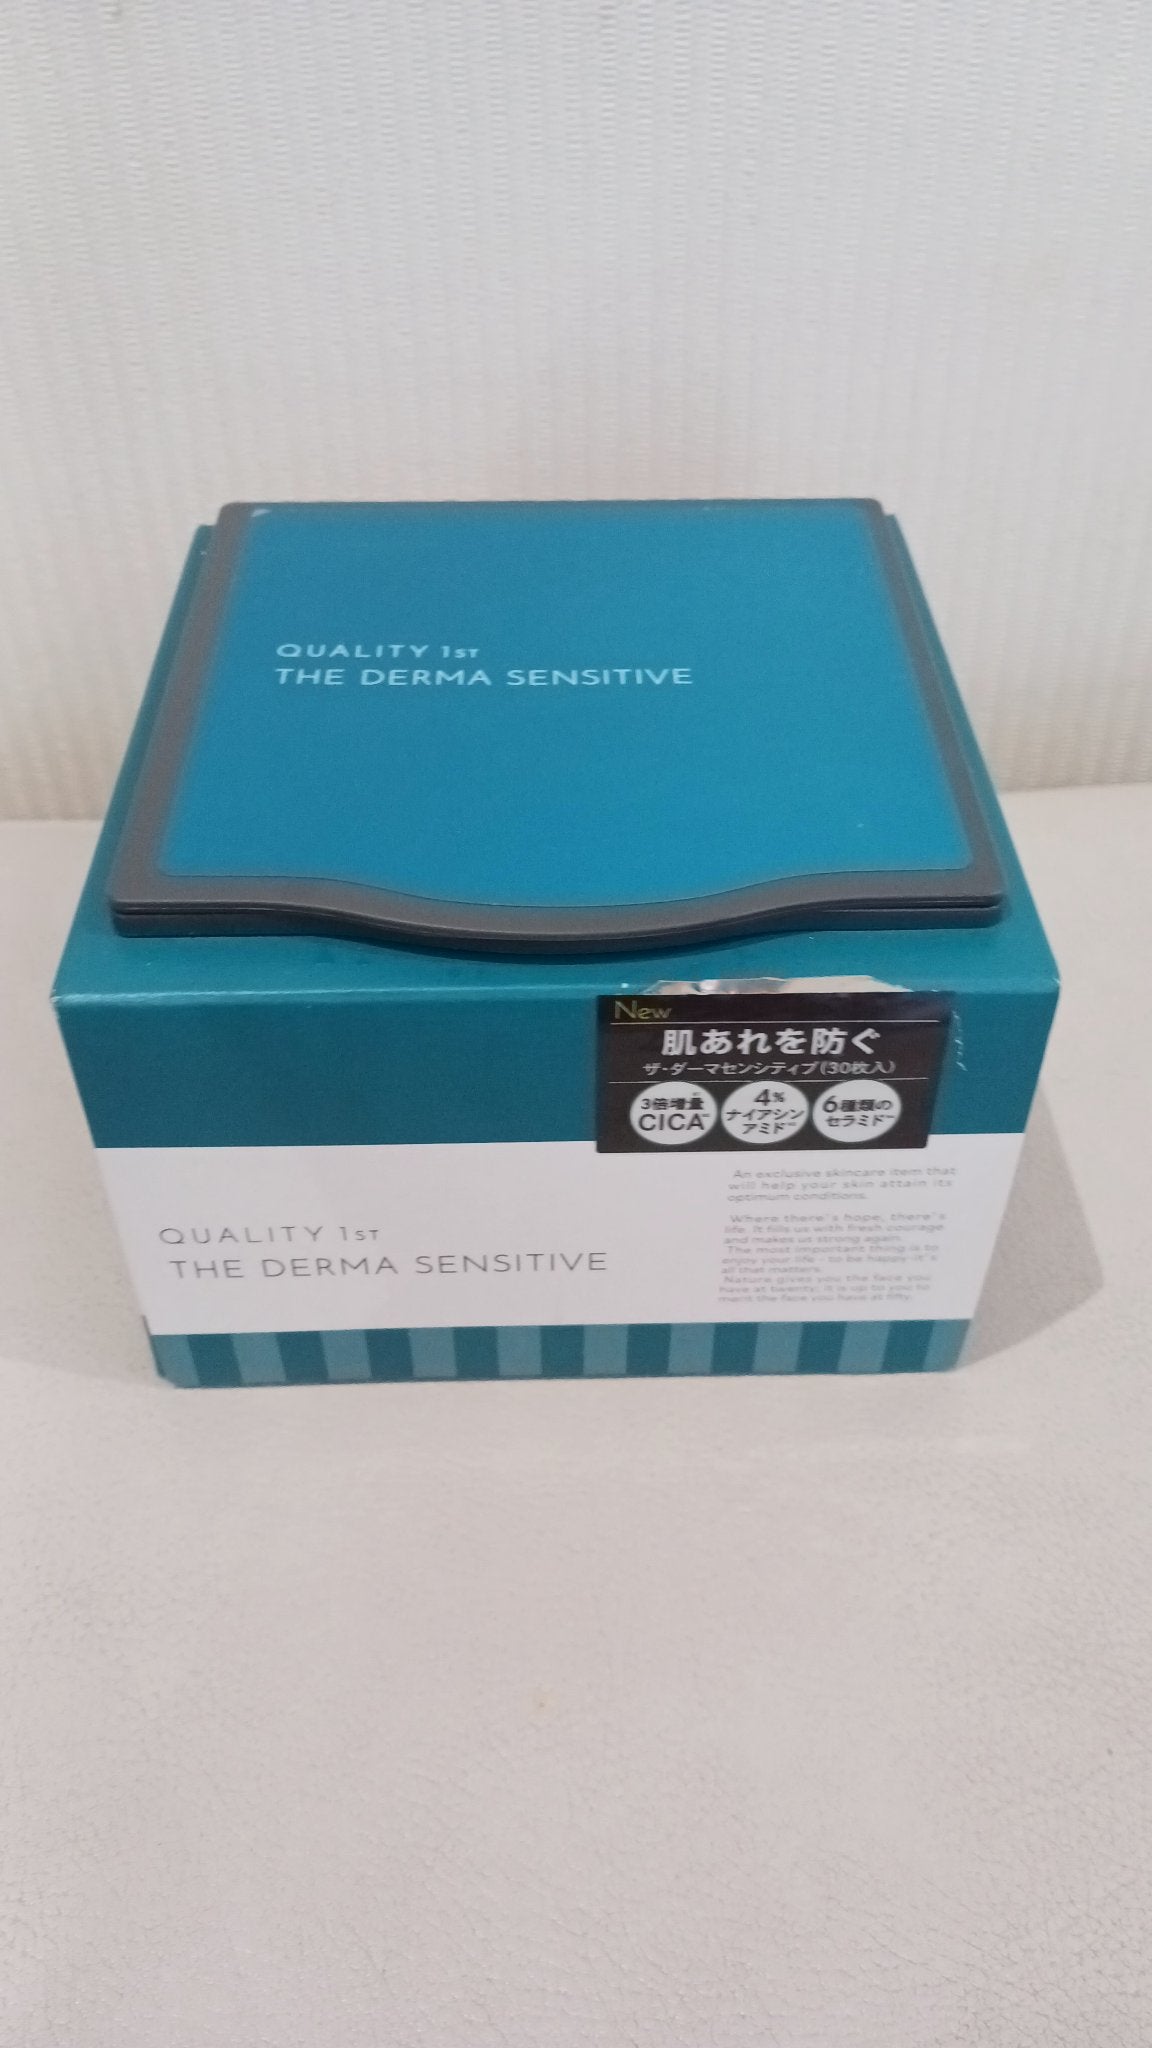 QUALITY 1ST
THE DERMA SENSITIVE
New
肌あれを防ぐ
ザ・ダーマセンシティブ(30枚入)
3倍増量
CICA
4%
ナイアシン
アミド
6種類の
セラミド
An exclusive skincare item that
will help your skin attain its
optimum conditions.
Where there's hope, there's
life. It fills us with fresh courage
and makes us strong again.
The most important thing is to
enjoy your life - to be happy-it's
all that matters.
Nature gives you the face you
have at twenty; it is up to you to
merit the face you have at fifty.
QUALITY 1ST
THE DERMA SENSITIVE